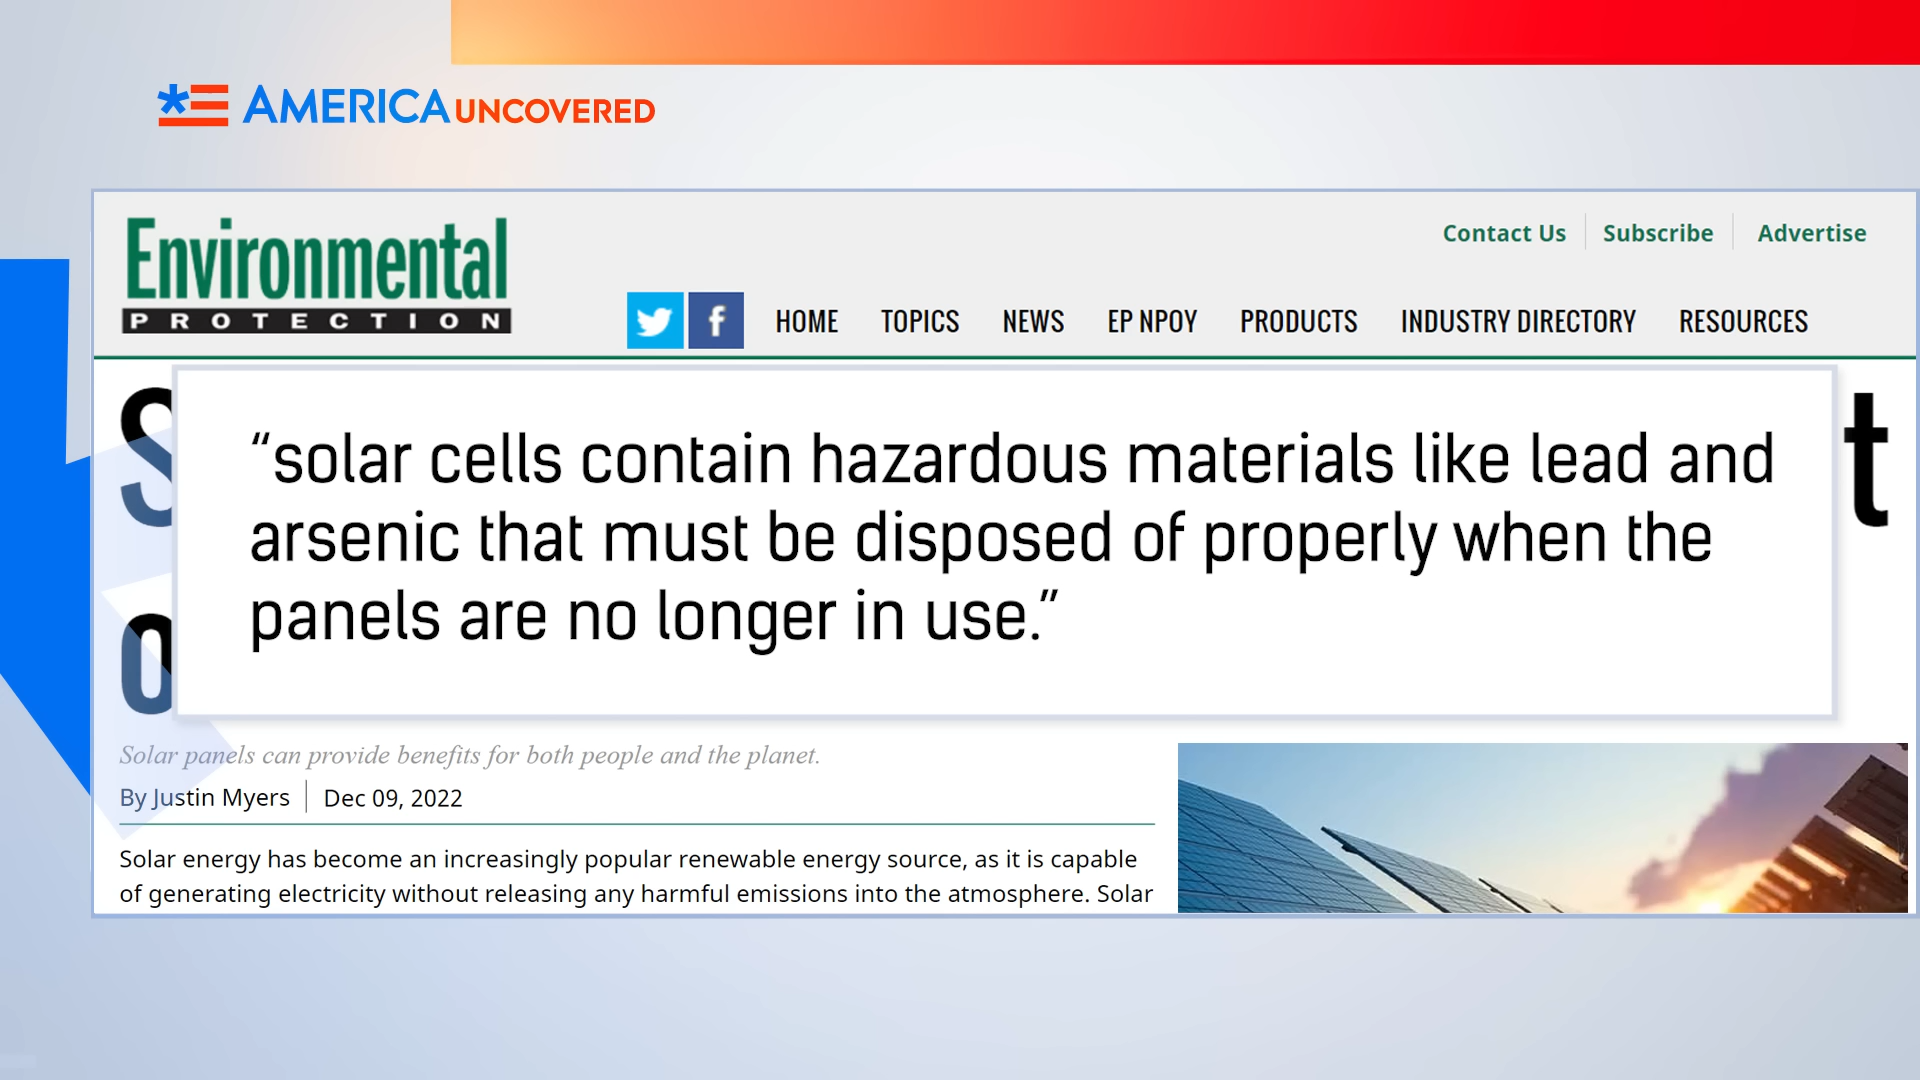 AMERICA UNCOVERED
Environmental
PROTECTION
Contact Us
Subscribe
Advertise
HOME
TOPICS
NEWS
EP NPOY
PRODUCTS
INDUSTRY DIRECTORY
RESOURCES
“solar cells contain hazardous materials like lead and
arsenic that must be disposed of properly when the
panels are no longer in use.”
Solar panels can provide benefits for both people and the planet.
By Justin Myers
Dec 09, 2022
Solar energy has become an increasingly popular renewable energy source, as it is capable
of generating electricity without releasing any harmful emissions into the atmosphere. Solar